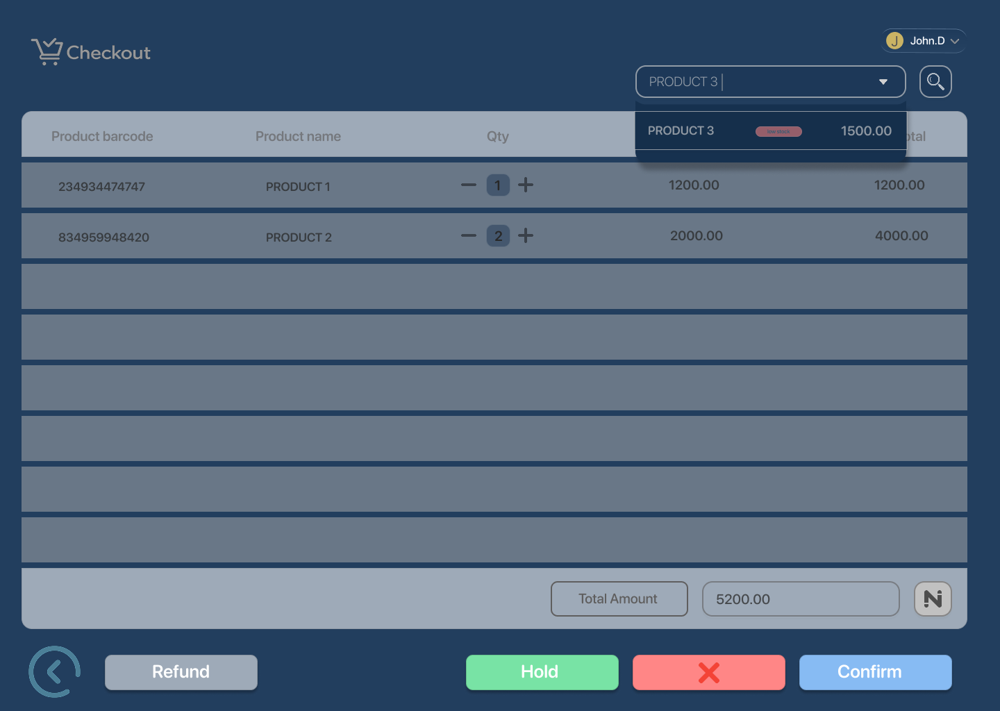 Checkout
J John.D
PRODUCT 3
Product barcode Product name Qty PRODUCT 3 low stock 1500.00
234934474747 PRODUCT 1 1 1200.00 1200.00
834959948420 PRODUCT 2 2 2000.00 4000.00
Total Amount 5200.00 N
Refund Hold Confirm